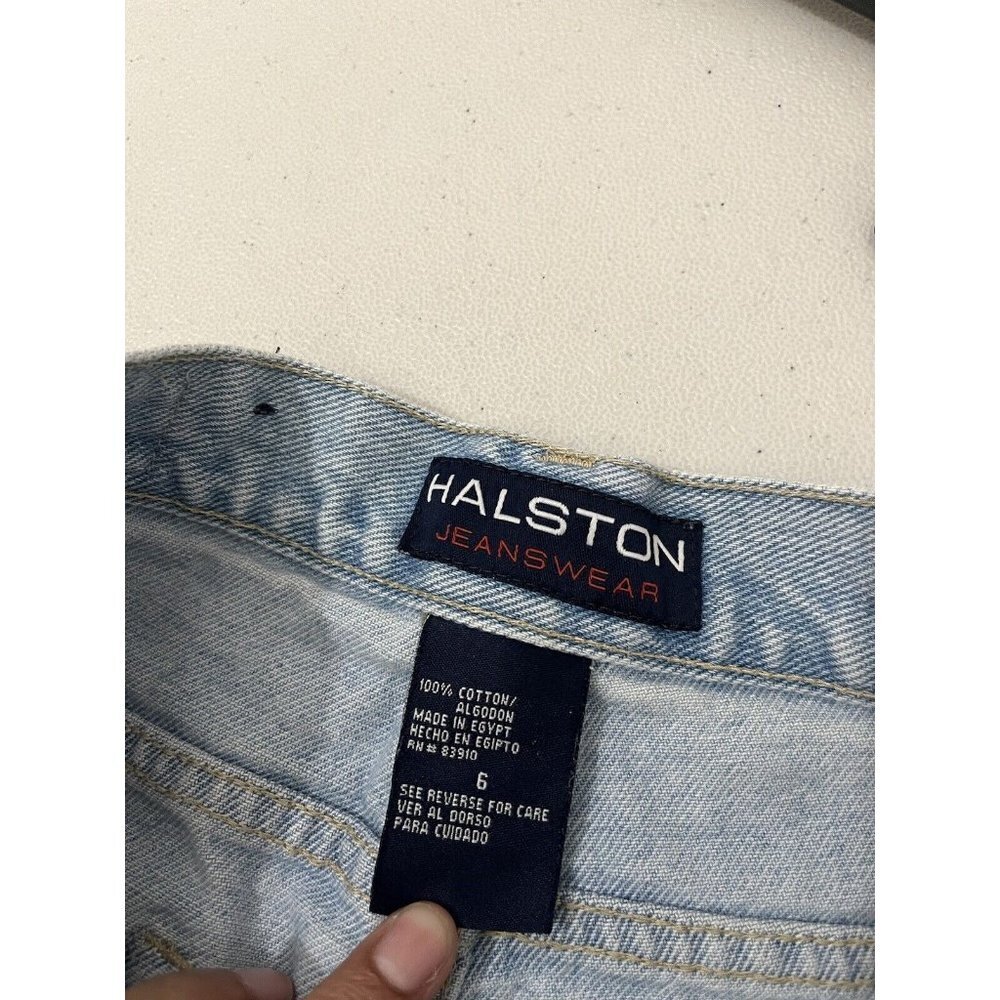 HALSTON
JEANSWEAR
100% COTTON/
ALGODON
MADE IN EGYPT
HECHO EN EGIPTO
RN# 83910
6
SEE REVERSE FOR CARE
VER AL DORSO
PARA CUIDADO